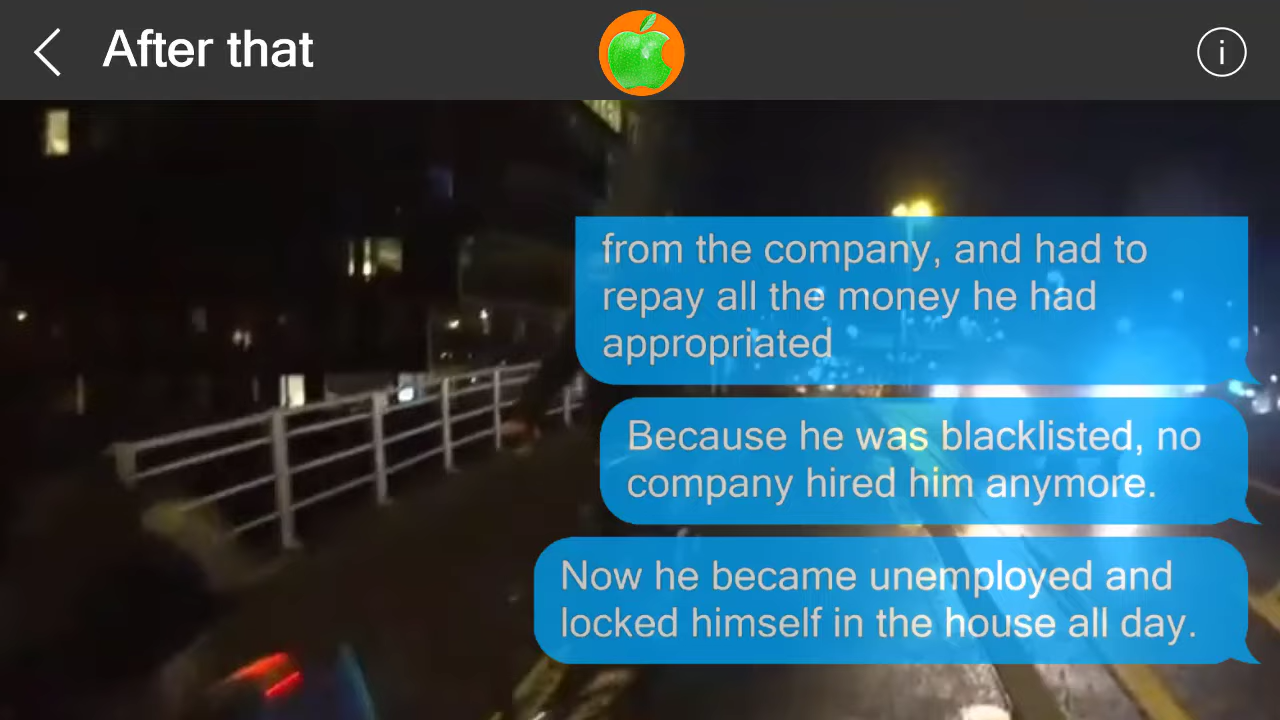 After that
i
from the company, and had to
repay all the money he had
appropriated
Because he was blacklisted, no
company hired him anymore.
Now he became unemployed and
locked himself in the house all day.